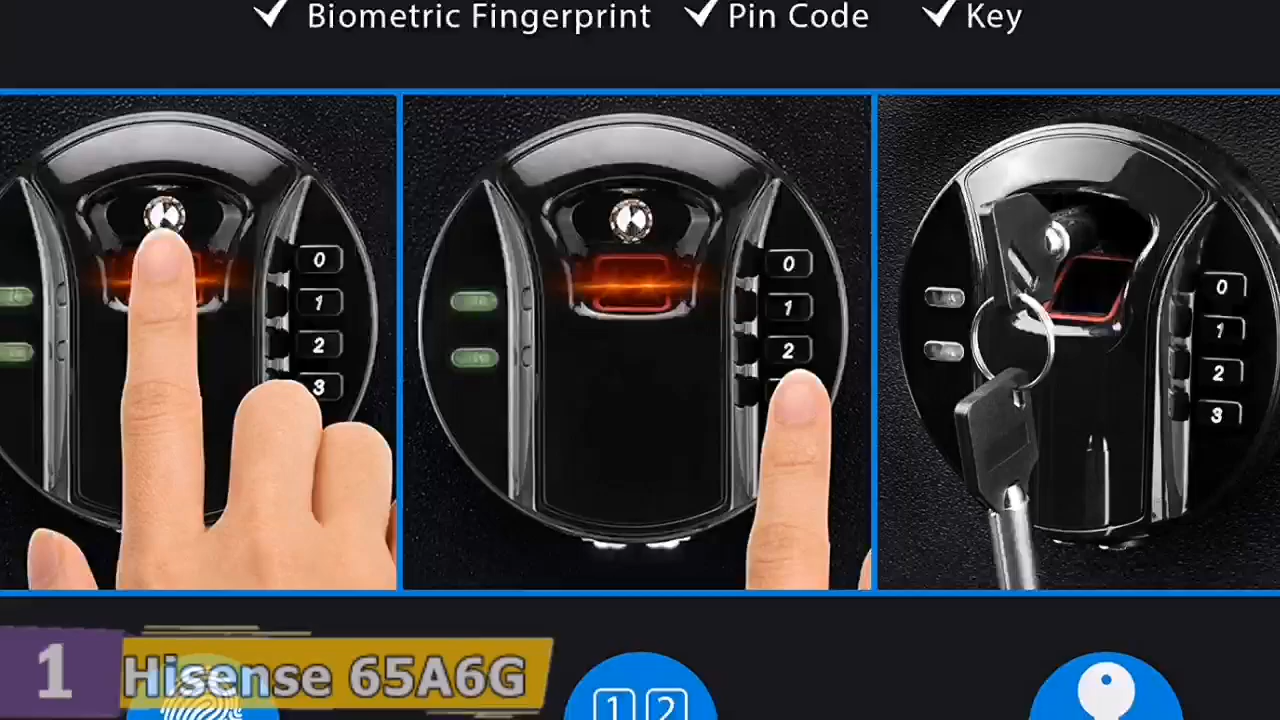 Biometric Fingerprint Pin Code Key
0 0 0
1 1 1
2 2 2
3 3
1 Hisense 65A6G
1 2